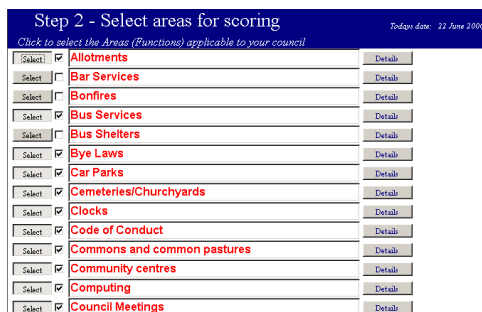 Step 2 - Select areas for scoring
Todays date: 22 June 2006
Click to select the Areas (Functions) applicable to your council
Select Allotments Details
Select Bar Services Details
Select Bonfires Details
Select Bus Services Details
Select Bus Shelters Details
Select Bye Laws Details
Select Car Parks Details
Select Cemeteries/Churchyards Details
Select Clocks Details
Select Code of Conduct Details
Select Commons and common pastures Details
Select Community centres Details
Select Computing Details
Select Council Meetings Details